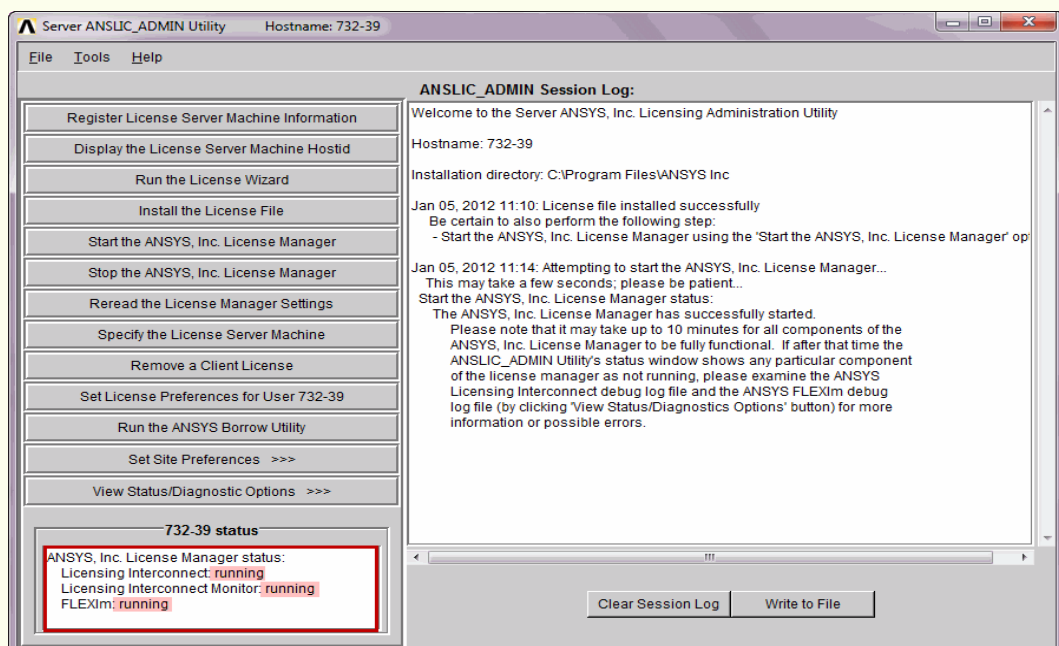 Server ANSLIC_ADMIN Utility Hostname: 732-39
File Tools Help
Register License Server Machine Information
Display the License Server Machine Hostid
Run the License Wizard
Install the License File
Start the ANSYS, Inc. License Manager
Stop the ANSYS, Inc. License Manager
Reread the License Manager Settings
Specify the License Server Machine
Remove a Client License
Set License Preferences for User 732-39
Run the ANSYS Borrow Utility
Set Site Preferences >>>
View Status/Diagnostic Options >>>
732-39 status
ANSYS, Inc. License Manager status:
Licensing Interconnect: running
Licensing Interconnect Monitor: running
FLEXlm: running
ANSLIC_ADMIN Session Log:
Welcome to the Server ANSYS, Inc. Licensing Administration Utility
Hostname: 732-39
Installation directory: C:\Program Files\ANSYS Inc
Jan 05, 2012 11:10: License file installed successfully
Be certain to also perform the following step:
- Start the ANSYS, Inc. License Manager using the 'Start the ANSYS, Inc. License Manager' op
Jan 05, 2012 11:14: Attempting to start the ANSYS, Inc. License Manager...
This may take a few seconds; please be patient...
Start the ANSYS, Inc. License Manager status:
The ANSYS, Inc. License Manager has successfully started.
Please note that it may take up to 10 minutes for all components of the
ANSYS, Inc. License Manager to be fully functional. If after that time the
ANSLIC_ADMIN Utility's status window shows any particular component
of the license manager as not running, please examine the ANSYS
Licensing Interconnect debug log file and the ANSYS FLEXlm debug
log file (by clicking 'View Status/Diagnostics Options' button) for more
information or possible errors.
Clear Session Log Write to File